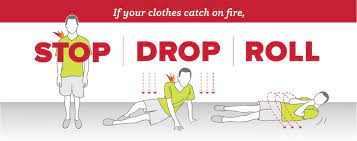 If your clothes catch on fire,
STOP DROP ROLL